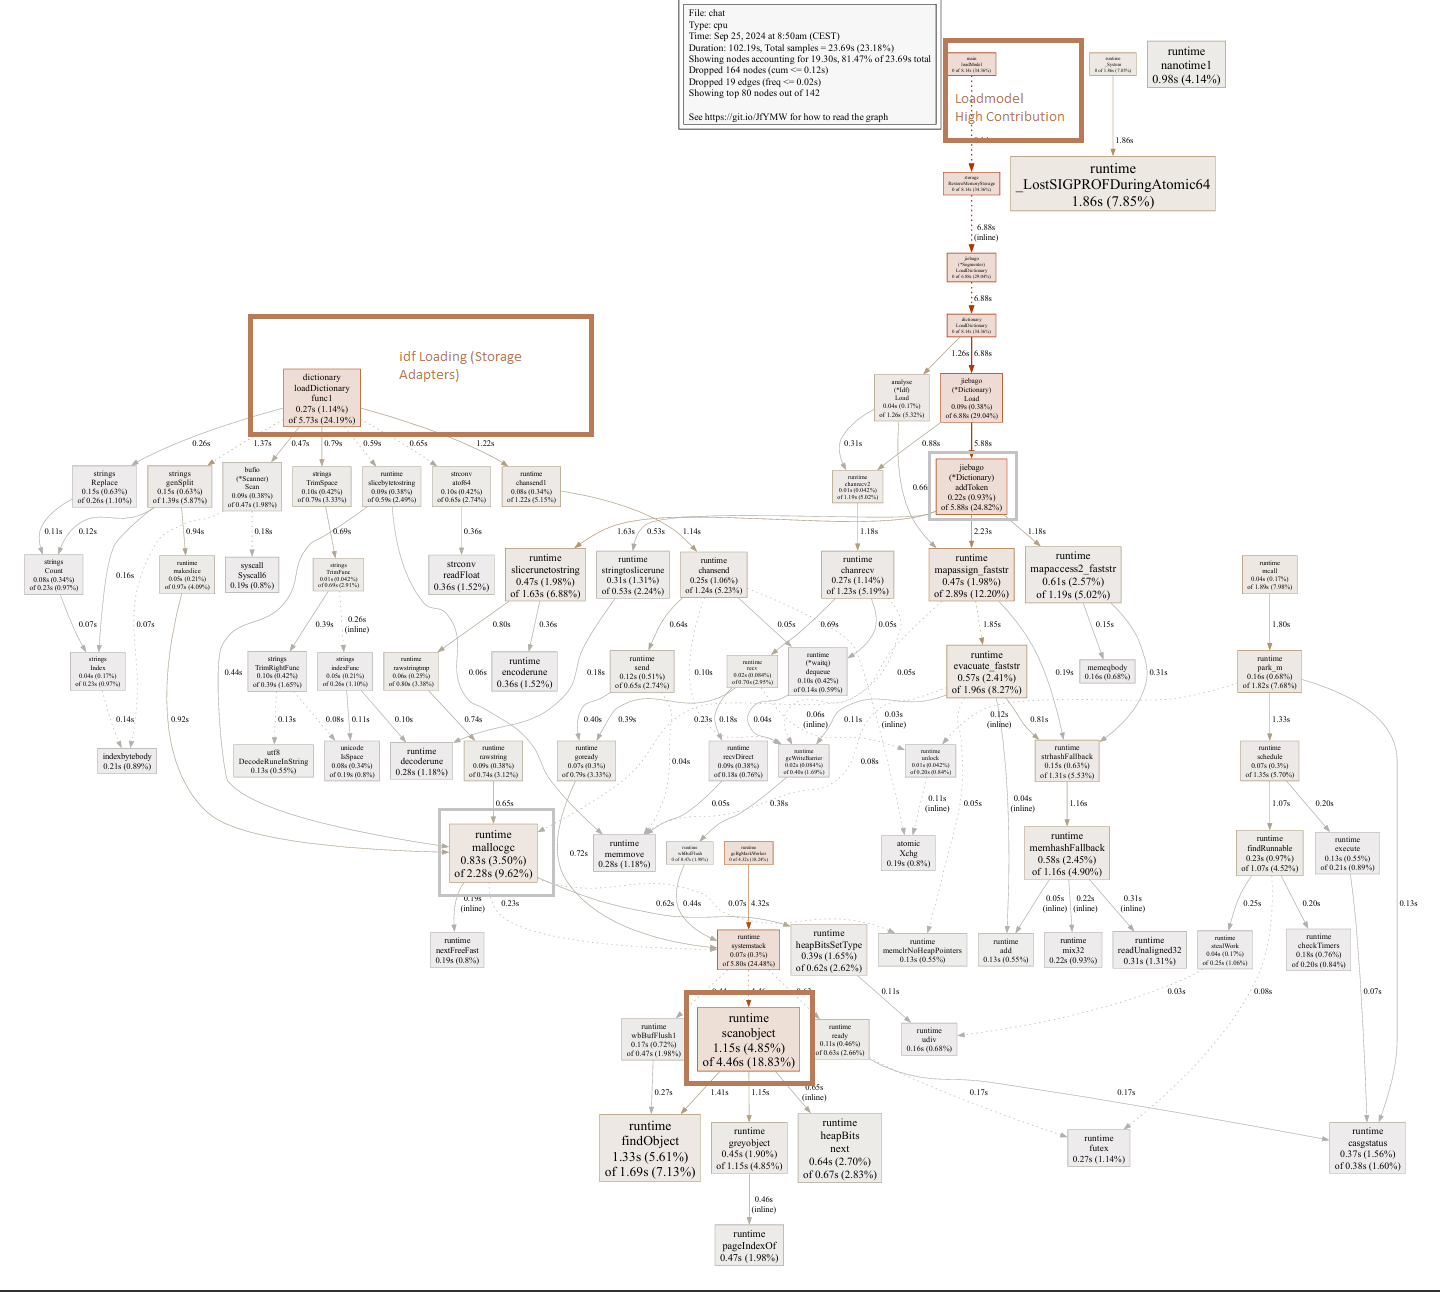 File: chat
Type: cpu
Time: Sep 25, 2024 at 8:50am (CEST)
Duration: 102.19s, Total samples = 23.69s (23.18%)
Showing nodes accounting for 19.30s, 81.47% of 23.69s total
Dropped 164 nodes (cum <= 0.12s)
Dropped 19 edges (freq <= 0.02s)
Showing top 80 nodes out of 142
See https://git.io/JfYMW for how to read the graph
main
loadModel
0 of 8.14s (34.36%)
Loadmodel
High Contribution
runtime
_System
0 of 1.86s (7.85%)
runtime
nanotime1
0.98s (4.14%)
1.86s
runtime
_LostSIGPROFDuringAtomic64
1.86s (7.85%)
storage
RestoreMemoryStorage
0 of 8.14s (34.36%)
6.88s
(inline)
jiebago
(*Segmenter)
LoadDictionary
0 of 6.88s (29.04%)
6.88s
dictionary
LoadDictionary
0 of 8.14s (34.36%)
1.26s
6.88s
idf Loading (Storage
Adapters)
dictionary
loadDictionary
func1
0.27s (1.14%)
of 5.73s (24.19%)
analyse
(*Idf)
Load
0.04s (0.17%)
of 1.26s (5.32%)
jiebago
(*Dictionary)
Load
0.09s (0.38%)
of 6.88s (29.04%)
0.26s
1.37s
0.47s
0.79s
0.59s
0.65s
1.22s
0.31s
0.88s
5.88s
strings
Replace
0.15s (0.63%)
of 0.26s (1.10%)
strings
genSplit
0.15s (0.63%)
of 1.39s (5.87%)
bufio
(*Scanner)
Scan
0.09s (0.38%)
of 0.47s (1.98%)
strings
TrimSpace
0.10s (0.42%)
of 0.79s (3.33%)
runtime
slicebytetostring
0.09s (0.38%)
of 0.59s (2.49%)
strconv
atof64
0.10s (0.42%)
of 0.65s (2.74%)
runtime
chansend1
0.08s (0.34%)
of 1.22s (5.15%)
runtime
chanrecv2
0.01s (0.042%)
of 1.19s (5.02%)
0.66s
jiebago
(*Dictionary)
addToken
0.22s (0.93%)
of 5.88s (24.82%)
0.11s
0.12s
0.94s
0.18s
0.69s
0.36s
1.63s
0.53s
1.14s
1.18s
2.23s
1.18s
strings
Count
0.08s (0.34%)
of 0.23s (0.97%)
0.16s
runtime
makeslice
0.05s (0.21%)
of 0.97s (4.09%)
syscall
Syscall6
0.19s (0.8%)
strings
TrimFunc
0.01s (0.042%)
of 0.69s (2.91%)
strconv
readFloat
0.36s (1.52%)
runtime
slicerunetostring
0.47s (1.98%)
of 1.63s (6.88%)
runtime
stringtoslicerune
0.31s (1.31%)
of 0.53s (2.24%)
runtime
chansend
0.25s (1.06%)
of 1.24s (5.23%)
runtime
chanrecv
0.27s (1.14%)
of 1.23s (5.19%)
runtime
mapassign_faststr
0.47s (1.98%)
of 2.89s (12.20%)
runtime
mapaccess2_faststr
0.61s (2.57%)
of 1.19s (5.02%)
runtime
mcall
0.04s (0.17%)
of 1.89s (7.98%)
0.07s
0.07s
0.39s
0.26s
(inline)
0.80s
0.36s
0.64s
0.05s
0.69s
0.05s
1.85s
0.15s
1.80s
strings
Index
0.04s (0.17%)
of 0.23s (0.97%)
0.44s
strings
TrimRightFunc
0.10s (0.42%)
of 0.39s (1.65%)
strings
indexFunc
0.05s (0.21%)
of 0.26s (1.10%)
runtime
rawstringtmp
0.06s (0.25%)
of 0.80s (3.38%)
0.06s
runtime
encoderune
0.36s (1.52%)
0.18s
runtime
send
0.12s (0.51%)
of 0.65s (2.74%)
0.10s
runtime
recv
0.02s (0.084%)
of 0.70s (2.95%)
runtime
(*waitq)
dequeue
0.10s (0.42%)
of 0.14s (0.59%)
0.05s
runtime
evacuate_faststr
0.57s (2.41%)
of 1.96s (8.27%)
0.19s
memeqbody
0.16s (0.68%)
0.31s
runtime
park_m
0.16s (0.68%)
of 1.82s (7.68%)
0.14s
0.92s
0.13s
0.08s
0.11s
0.10s
0.74s
0.40s
0.39s
0.23s
0.18s
0.04s
0.06s
(inline)
0.11s
0.03s
(inline)
0.12s
(inline)
0.81s
1.33s
indexbytebody
0.21s (0.89%)
utf8
DecodeRuneInString
0.13s (0.55%)
unicode
IsSpace
0.08s (0.34%)
of 0.19s (0.8%)
runtime
decoderune
0.28s (1.18%)
runtime
rawstring
0.09s (0.38%)
of 0.74s (3.12%)
runtime
goready
0.07s (0.3%)
of 0.79s (3.33%)
0.04s
runtime
recvDirect
0.09s (0.38%)
of 0.18s (0.76%)
runtime
gcWriteBarrier
0.02s (0.084%)
of 0.40s (1.69%)
0.08s
runtime
unlock
0.01s (0.042%)
of 0.20s (0.84%)
runtime
strhashFallback
0.15s (0.63%)
of 1.31s (5.53%)
runtime
schedule
0.07s (0.3%)
of 1.35s (5.70%)
0.65s
0.05s
0.38s
0.11s
(inline)
0.05s
0.04s
(inline)
1.16s
1.07s
0.20s
runtime
mallocgc
0.83s (3.50%)
of 2.28s (9.62%)
0.72s
runtime
memmove
0.28s (1.18%)
runtime
wbBufFlush
0 of 0.47s (1.98%)
runtime
gcBgMarkWorker
0 of 4.32s (18.24%)
atomic
Xchg
0.19s (0.8%)
runtime
memhashFallback
0.58s (2.45%)
of 1.16s (4.90%)
runtime
findRunnable
0.23s (0.97%)
of 1.07s (4.52%)
runtime
execute
0.13s (0.55%)
of 0.21s (0.89%)
0.19s
(inline)
0.23s
0.62s
0.44s
0.07s
4.32s
0.05s
(inline)
0.22s
(inline)
0.31s
(inline)
0.25s
0.20s
0.13s
runtime
nextFreeFast
0.19s (0.8%)
runtime
systemstack
0.07s (0.3%)
of 5.80s (24.48%)
runtime
heapBitsSetType
0.39s (1.65%)
of 0.62s (2.62%)
runtime
memclrNoHeapPointers
0.13s (0.55%)
runtime
add
0.13s (0.55%)
runtime
mix32
0.22s (0.93%)
runtime
readUnaligned32
0.31s (1.31%)
runtime
stealWork
0.04s (0.17%)
of 0.25s (1.06%)
runtime
checkTimers
0.18s (0.76%)
of 0.20s (0.84%)
0.11s
0.03s
0.08s
0.07s
runtime
wbBufFlush1
0.17s (0.72%)
of 0.47s (1.98%)
runtime
scanobject
1.15s (4.85%)
of 4.46s (18.83%)
runtime
ready
0.11s (0.46%)
of 0.63s (2.66%)
runtime
udiv
0.16s (0.68%)
0.27s
1.41s
1.15s
0.65s
(inline)
0.17s
0.17s
runtime
findObject
1.33s (5.61%)
of 1.69s (7.13%)
runtime
greyobject
0.45s (1.90%)
of 1.15s (4.85%)
runtime
heapBits
next
0.64s (2.70%)
of 0.67s (2.83%)
runtime
futex
0.27s (1.14%)
runtime
casgstatus
0.37s (1.56%)
of 0.38s (1.60%)
0.46s
(inline)
runtime
pageIndexOf
0.47s (1.98%)